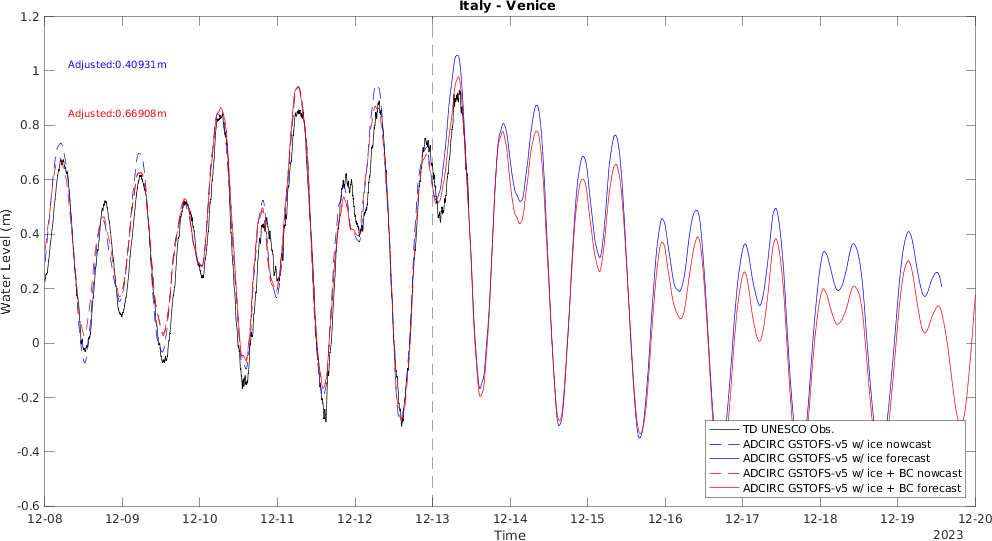 Italy - Venice
1.2
1
0.8
0.6
0.4
0.2
0
-0.2
-0.4
-0.6
Water Level (m)
Adjusted:0.40931m
Adjusted:0.66908m
TD UNESCO Obs.
ADCIRC GSTOFS-v5 w/ ice nowcast
ADCIRC GSTOFS-v5 w/ ice forecast
ADCIRC GSTOFS-v5 w/ ice + BC nowcast
ADCIRC GSTOFS-v5 w/ ice + BC forecast
12-08 12-09 12-10 12-11 12-12 12-13 12-14 12-15 12-16 12-17 12-18 12-19 12-20
Time
2023